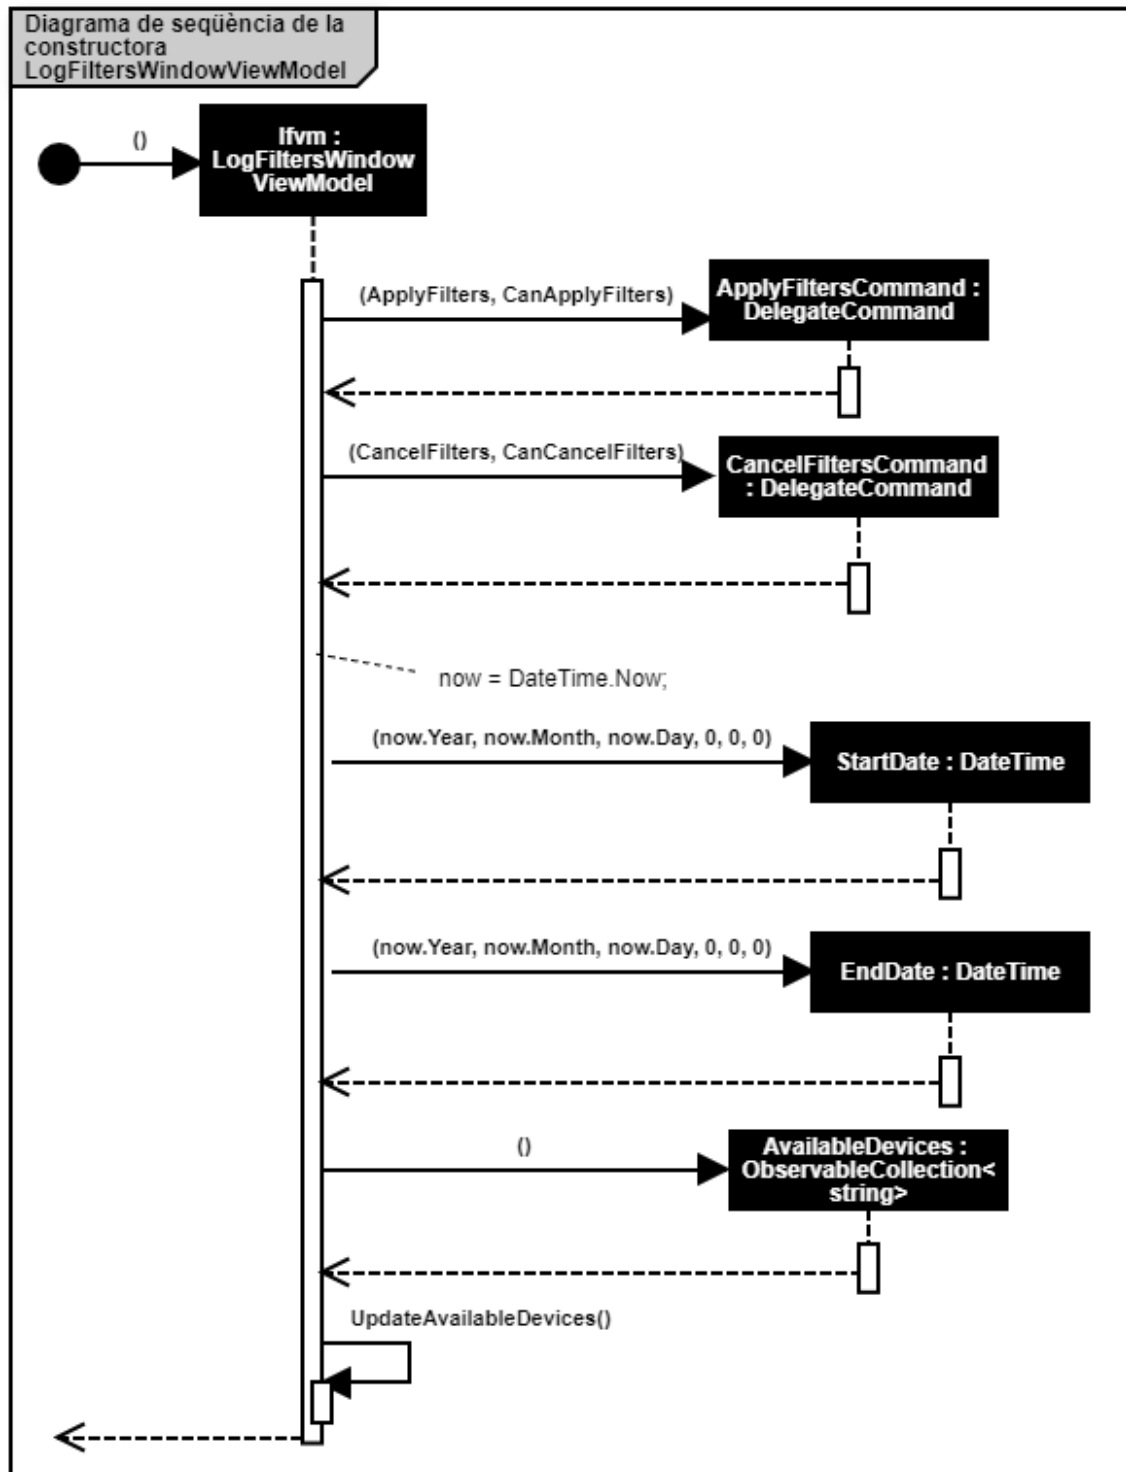 Diagrama de seqüència de la
constructora
LogFiltersWindowViewModel
()
lfvm :
LogFiltersWindow
ViewModel
(ApplyFilters, CanApplyFilters)
ApplyFiltersCommand :
DelegateCommand
(CancelFilters, CanCancelFilters)
CancelFiltersCommand
: DelegateCommand
now = DateTime.Now;
(now.Year, now.Month, now.Day, 0, 0, 0)
StartDate : DateTime
(now.Year, now.Month, now.Day, 0, 0, 0)
EndDate : DateTime
()
AvailableDevices :
ObservableCollection<
string>
UpdateAvailableDevices()